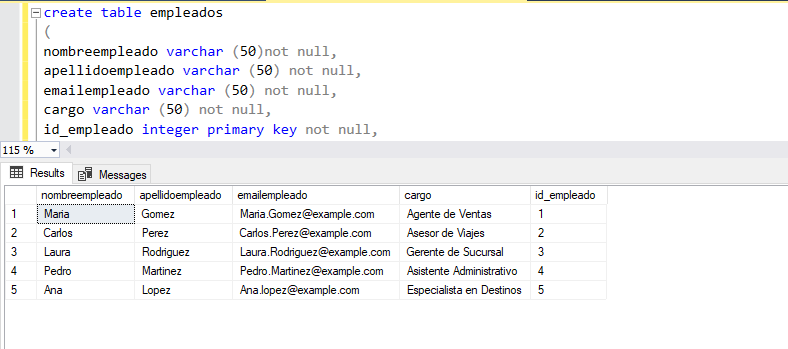 create table empleados
(
nombreempleado varchar (50)not null,
apellidoempleado varchar (50) not null,
emailempleado varchar (50) not null,
cargo varchar (50) not null,
id_empleado integer primary key not null,
115 %
Results Messages
nombreempleado apellidoempleado emailempleado cargo id_empleado
1 Maria Gomez Maria.Gomez@example.com Agente de Ventas 1
2 Carlos Perez Carlos.Perez@example.com Asesor de Viajes 2
3 Laura Rodriguez Laura.Rodriguez@example.com Gerente de Sucursal 3
4 Pedro Martinez Pedro.Martinez@example.com Asistente Administrativo 4
5 Ana Lopez Ana.lopez@example.com Especialista en Destinos 5